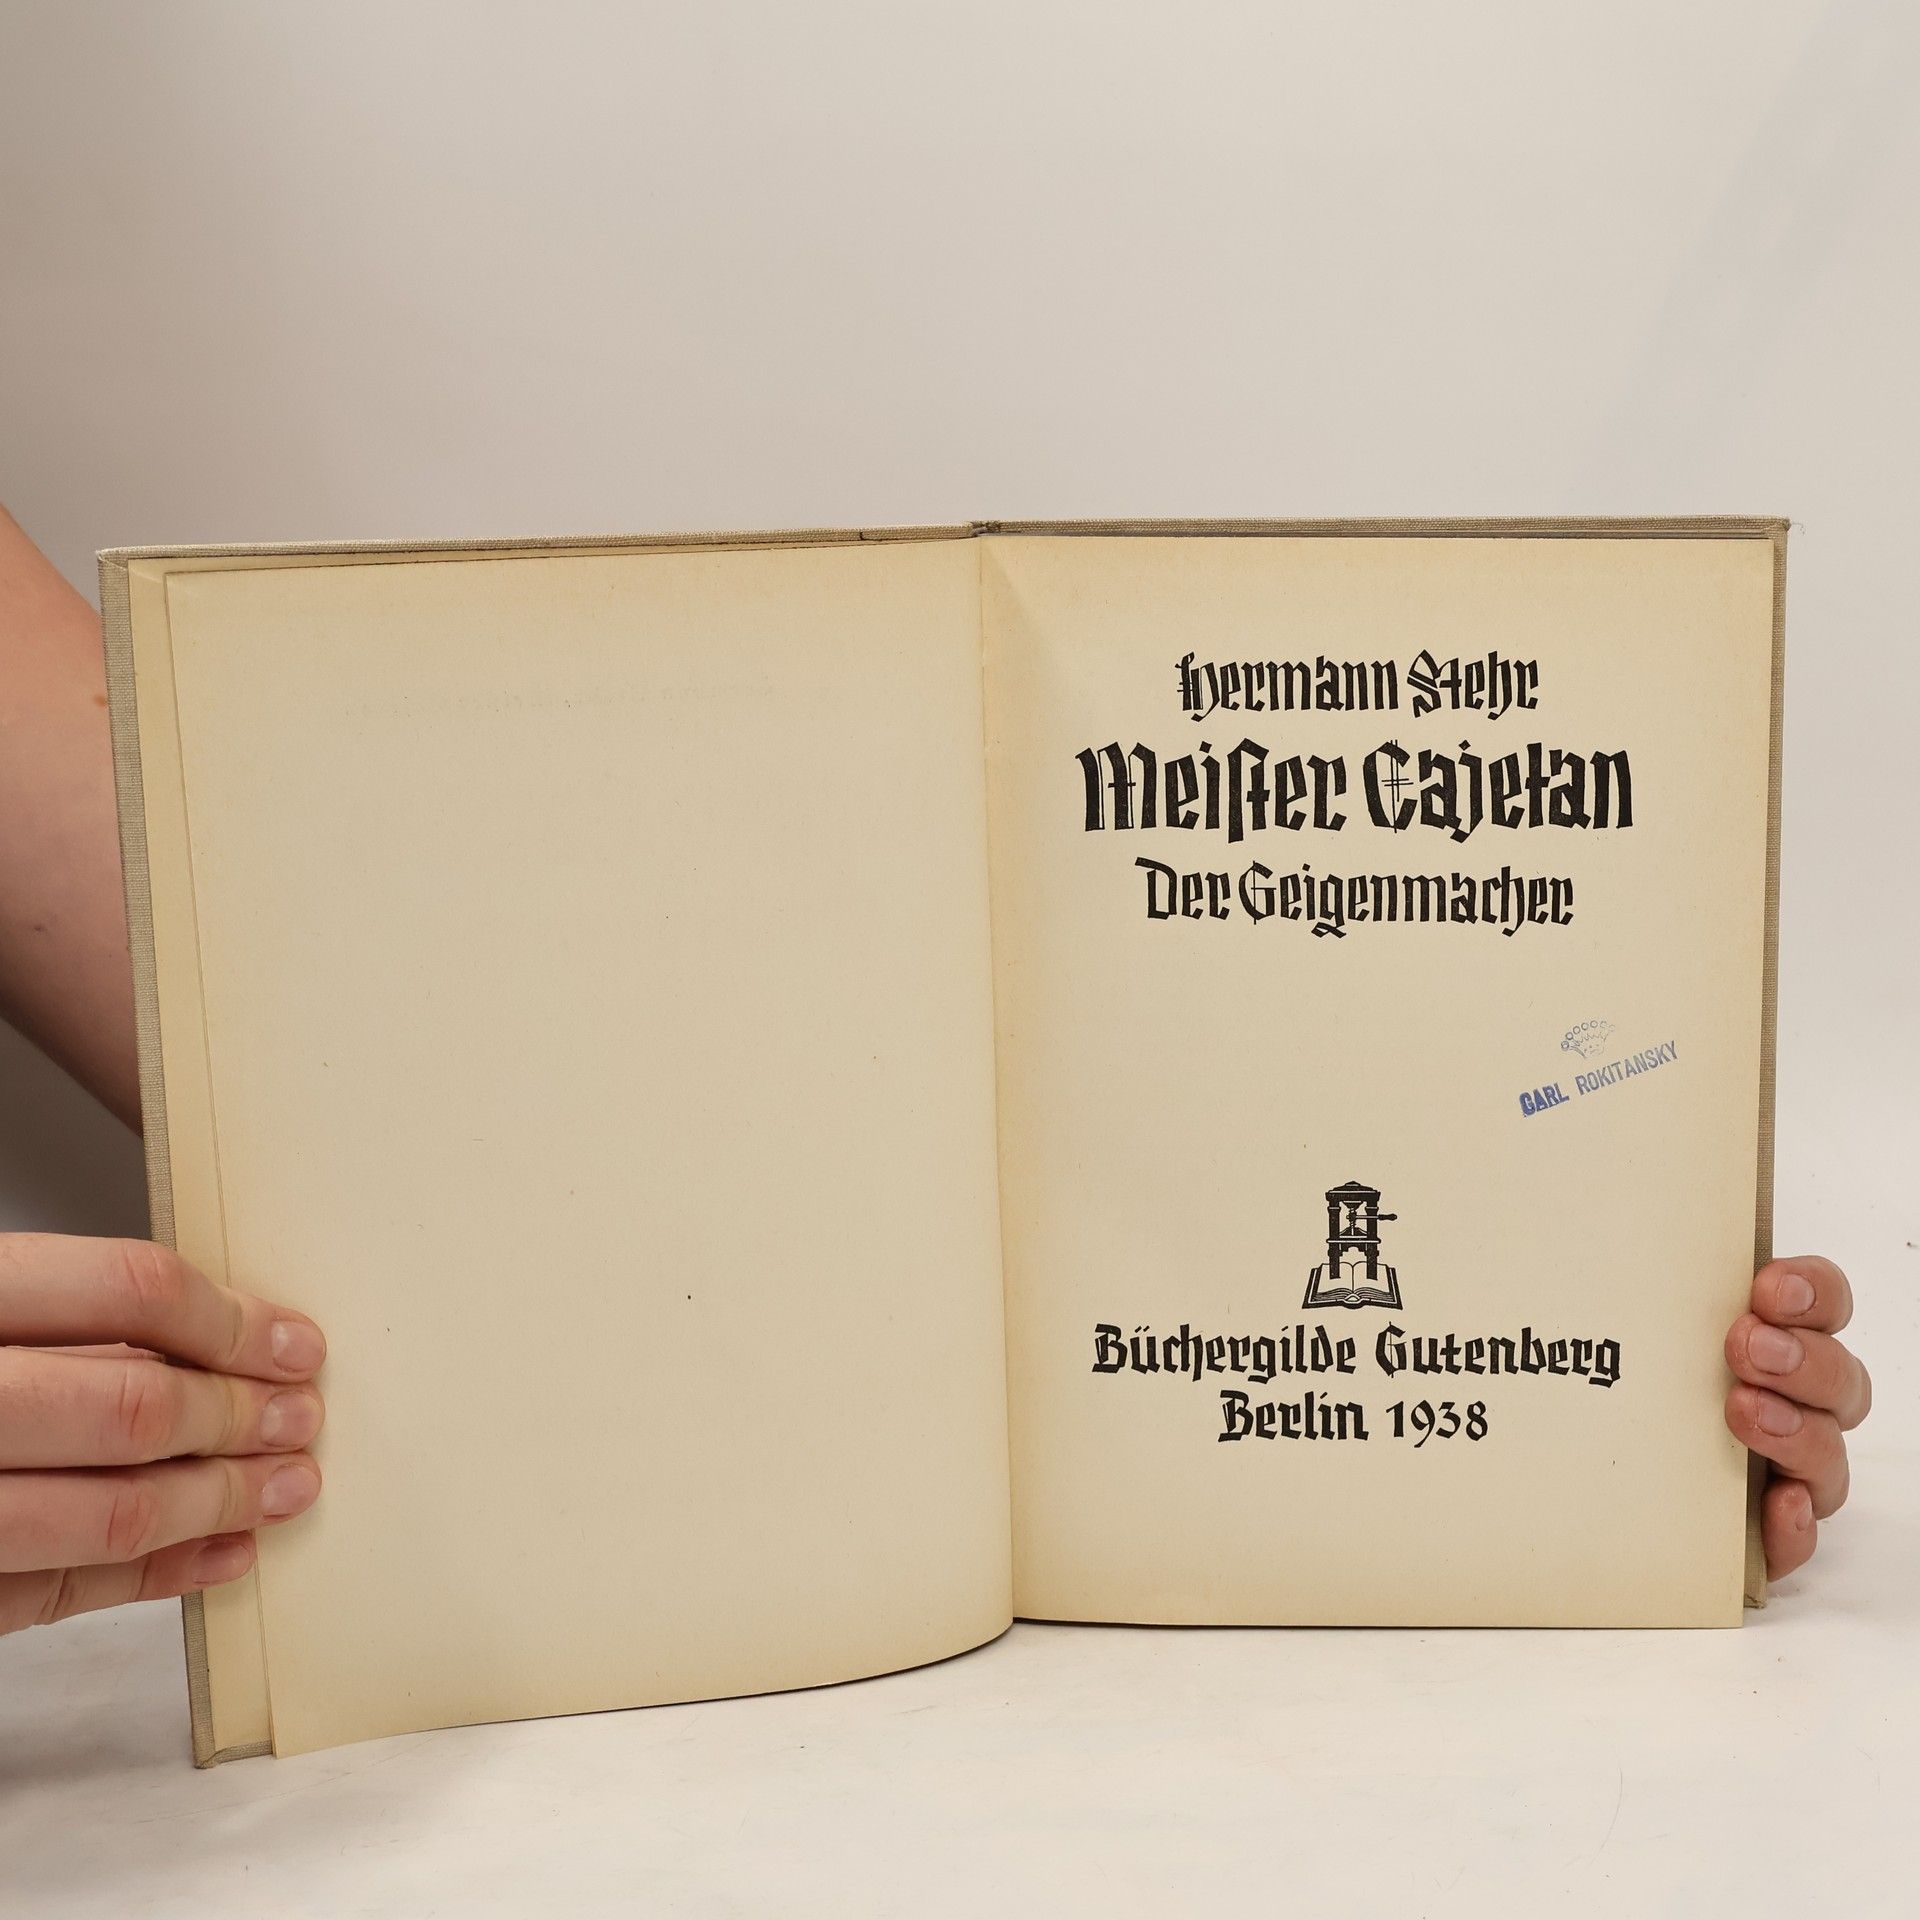 Hermann Stehr
Meiſter Cajetan
Der Geigenmacher
CARL ROKITANSKY
Büchergilde Gutenberg
Berlin 1938